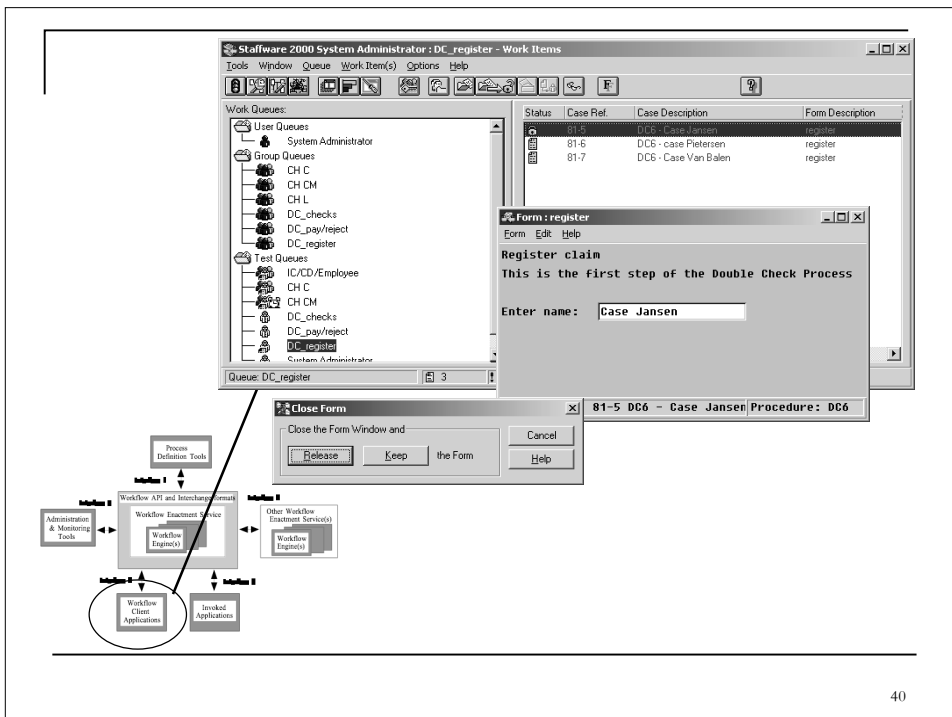 Staffware 2000 System Administrator : DC_register - Work Items
Tools Window Queue Work Item(s) Options Help
Work Queues:
User Queues
System Administrator
Group Queues
CH C
CH CM
CH L
DC_checks
DC_pay/reject
DC_register
Test Queues
IC/CD/Employee
CH C
CH CM
DC_checks
DC_pay/reject
DC_register
System Administrator
Queue: DC_register 3
Status Case Ref. Case Description Form Description
81-5 DC6 - Case Jansen register
81-6 DC6 - case Pietersen register
81-7 DC6 - Case Van Balen register
Form : register
Form Edit Help
Register claim
This is the first step of the Double Check Process
Enter name: Case Jansen
81-5 DC6 - Case Jansen Procedure: DC6
Close Form
Close the Form Window and
Release Keep the Form
Cancel
Help
Process
Definition Tools
Workflow API and Interchange formats
Workflow Enactment Service
Workflow
Engine(s)
Administration
& Monitoring
Tools
Other Workflow
Enactment Service(s)
Workflow
Engine(s)
Workflow
Client
Applications
Invoked
Applications
40